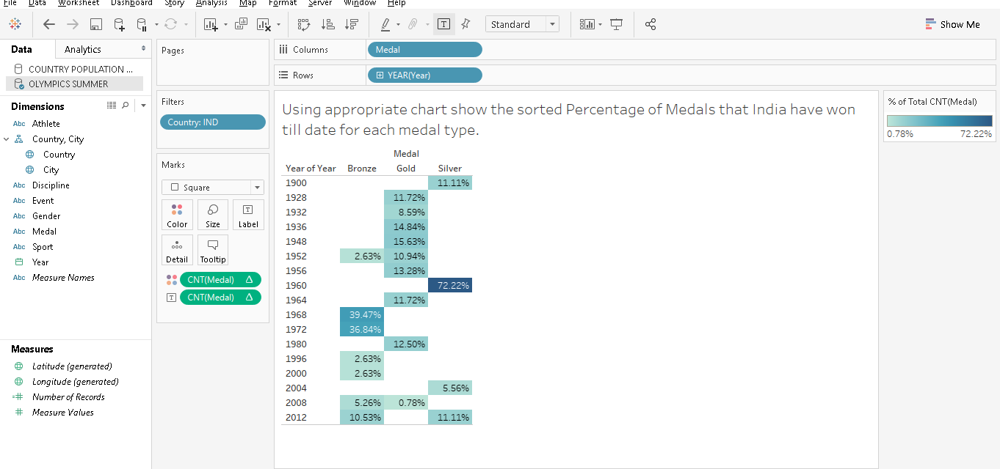 File Data Worksheet Dashboard Story Analysis Map Format Server Window Help
Standard
Show Me
Data Analytics
COUNTRY POPULATION ...
OLYMPICS SUMMER
Dimensions
Abc Athlete
Country, City
Country
City
Abc Discipline
Abc Event
Abc Gender
Abc Medal
Abc Sport
Year
Abc Measure Names
Measures
Latitude (generated)
Longitude (generated)
Number of Records
Measure Values
Pages
Filters
Country: IND
Marks
Square
Color Size Label
Detail Tooltip
CNT(Medal)
CNT(Medal)
Columns Medal
Rows YEAR(Year)
Using appropriate chart show the sorted Percentage of Medals that India have won
till date for each medal type.
Medal
Year of Year Bronze Gold Silver
1900 11.11%
1928 11.72%
1932 8.59%
1936 14.84%
1948 15.63%
1952 2.63% 10.94%
1956 13.28%
1960 72.22%
1964 11.72%
1968 39.47%
1972 36.84%
1980 12.50%
1996 2.63%
2000 2.63%
2004 5.56%
2008 5.26% 0.78%
2012 10.53% 11.11%
% of Total CNT(Medal)
0.78% 72.22%